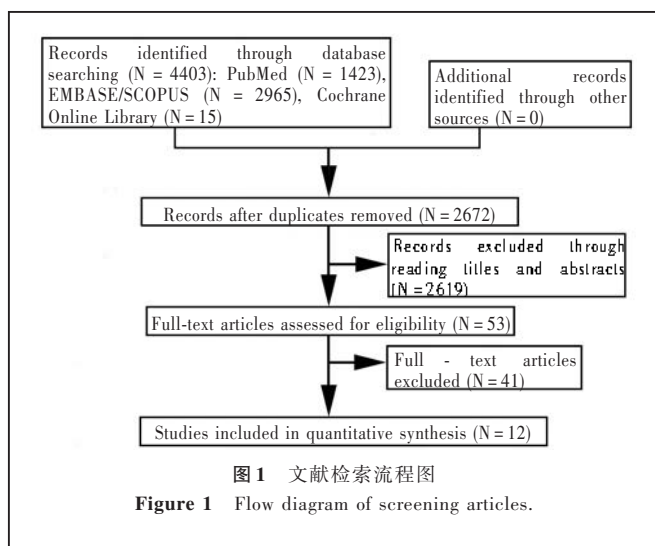 Records identified through database
searching (N = 4403): PubMed (N = 1423),
EMBASE/SCOPUS (N = 2965), Cochrane
Online Library (N = 15)
Additional records
identified through other
sources (N = 0)
Records after duplicates removed (N = 2672)
Records excluded through
reading titles and abstracts
(N = 2619)
Full-text articles assessed for eligibility (N = 53)
Full - text articles
excluded (N = 41)
Studies included in quantitative synthesis (N = 12)
图1 文献检索流程图
Figure 1 Flow diagram of screening articles.